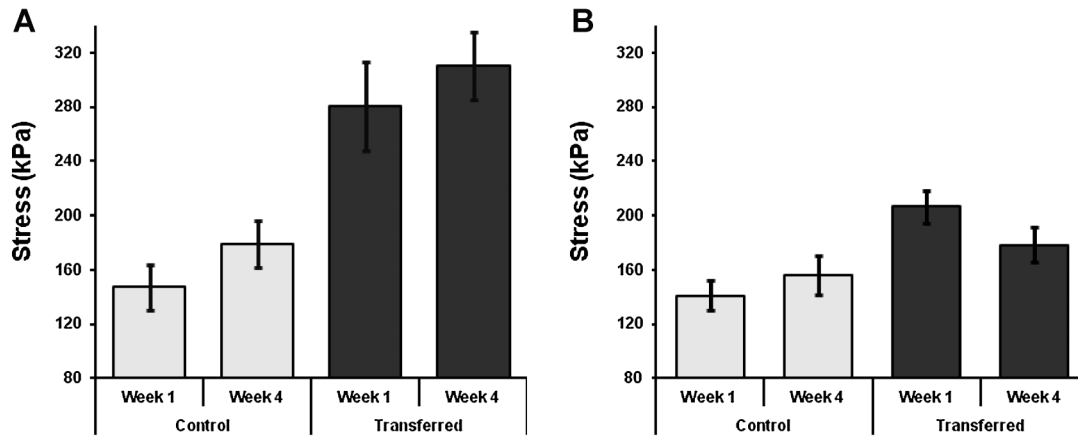 A
Stress (kPa)
320
280
240
200
160
120
80
Week 1 Week 4 Week 1 Week 4
Control Transferred
B
Stress (kPa)
320
280
240
200
160
120
80
Week 1 Week 4 Week 1 Week 4
Control Transferred